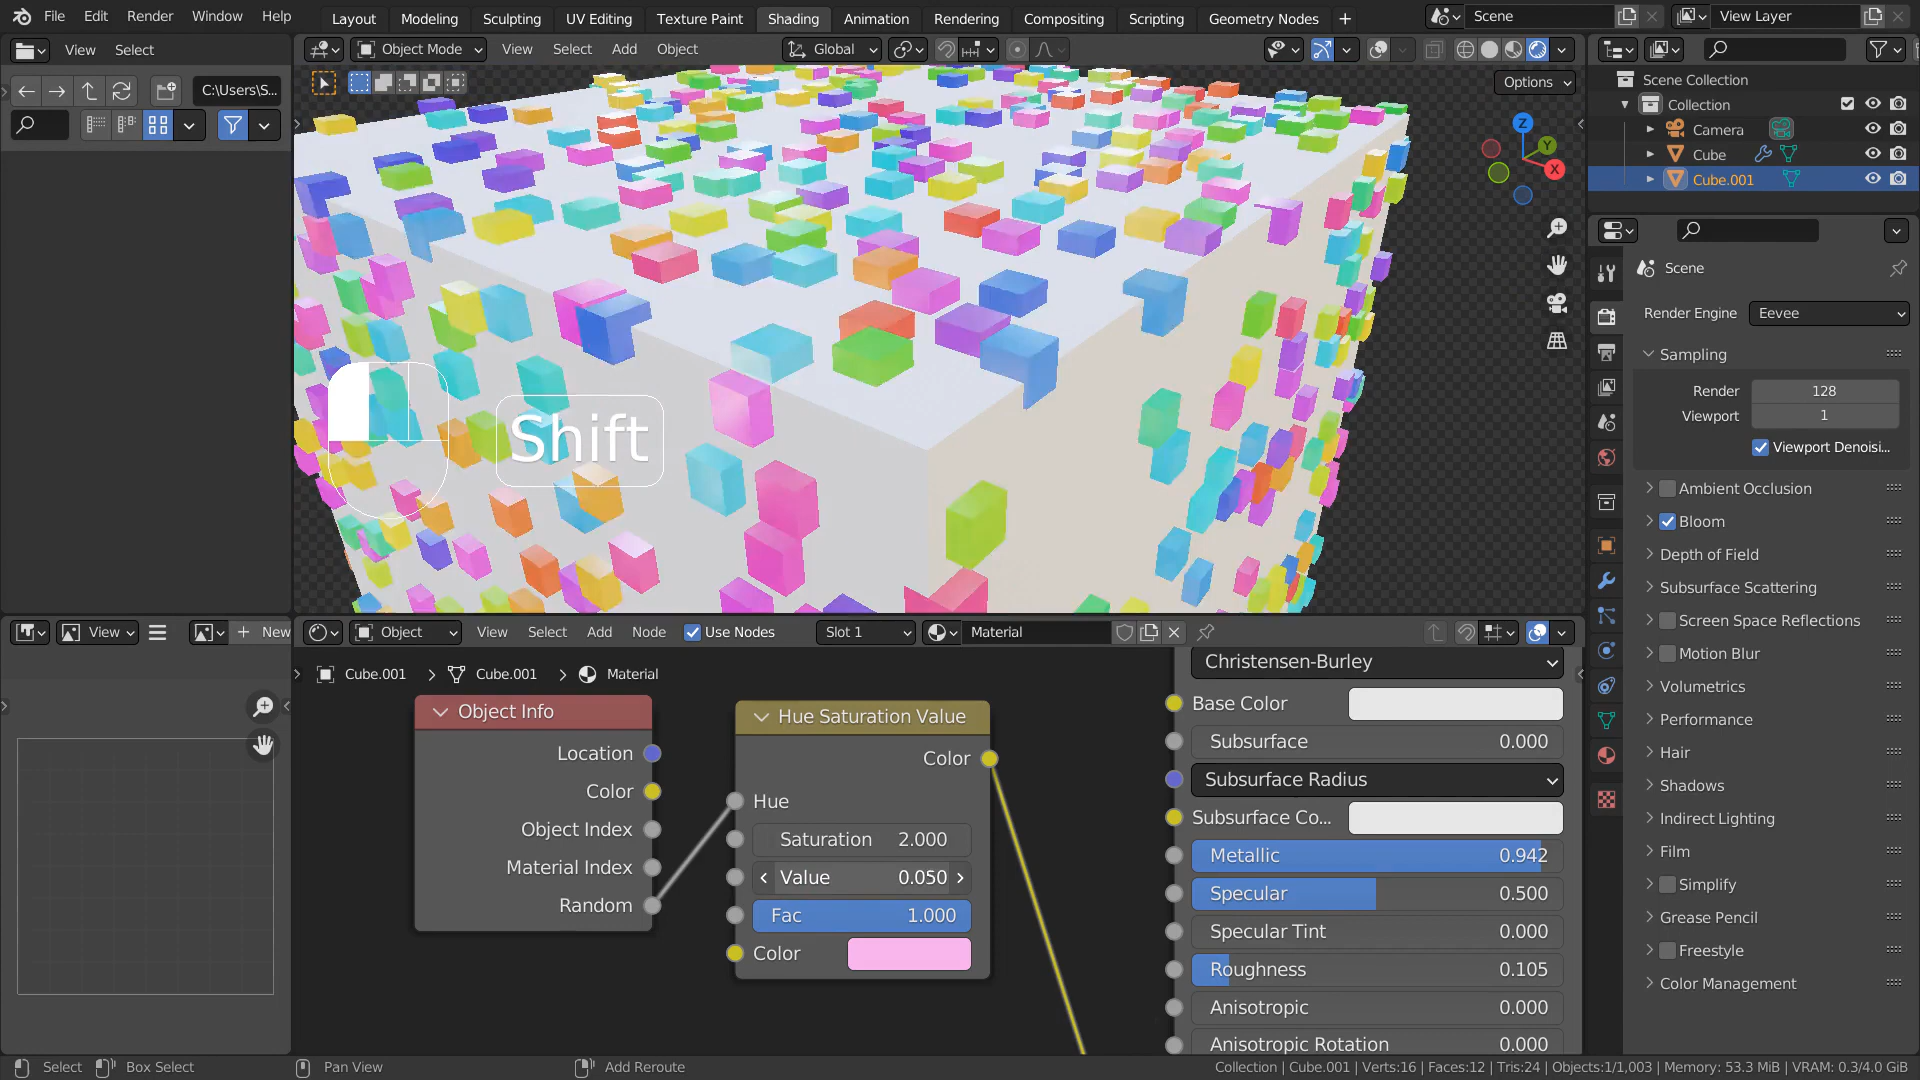 File Edit Render Window Help Layout Modeling Sculpting UV Editing Texture Paint Shading Animation Rendering Compositing Scripting Geometry Nodes + Scene View Layer
View Select
C:\Users\S...
Object Mode View Select Add Object Global
Options
Z
Y
X
Shift
Scene Collection
Collection
Camera
Cube
Cube.001
Scene
Render Engine Eevee
Sampling
Render 128
Viewport 1
Viewport Denoisi...
Ambient Occlusion
Bloom
Depth of Field
Subsurface Scattering
Screen Space Reflections
Motion Blur
Volumetrics
Performance
Hair
Shadows
Indirect Lighting
Film
Simplify
Grease Pencil
Freestyle
Color Management
View + New
Object View Select Add Node Use Nodes Slot 1 Material
Cube.001 > Cube.001 > Material
Object Info
Location
Color
Object Index
Material Index
Random
Hue Saturation Value
Color
Hue
Saturation 2.000
Value 0.050
Fac 1.000
Color
Christensen-Burley
Base Color
Subsurface 0.000
Subsurface Radius
Subsurface Co...
Metallic 0.942
Specular 0.500
Specular Tint 0.000
Roughness 0.105
Anisotropic 0.000
Anisotropic Rotation 0.000
Select Box Select Pan View Add Reroute Collection | Cube.001 | Verts:16 | Faces:12 | Tris:24 | Objects:1/1,003 | Memory: 53.3 MiB | VRAM: 0.3/4.0 GiB